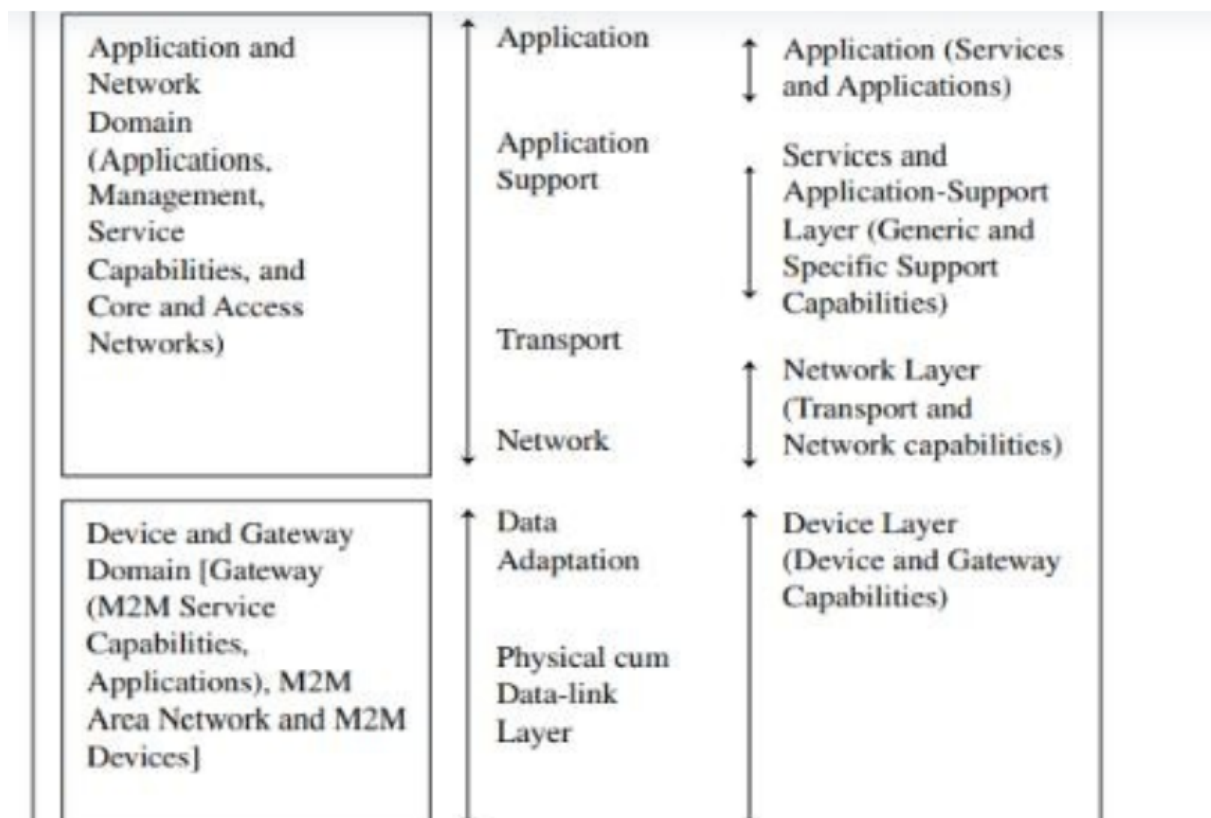 Application and
Network
Domain
(Applications,
Management,
Service
Capabilities, and
Core and Access
Networks)
Device and Gateway
Domain [Gateway
(M2M Service
Capabilities,
Applications), M2M
Area Network and M2M
Devices]
Application
Application
Support
Transport
Network
Data
Adaptation
Physical cum
Data-link
Layer
Application (Services
and Applications)
Services and
Application-Support
Layer (Generic and
Specific Support
Capabilities)
Network Layer
(Transport and
Network capabilities)
Device Layer
(Device and Gateway
Capabilities)